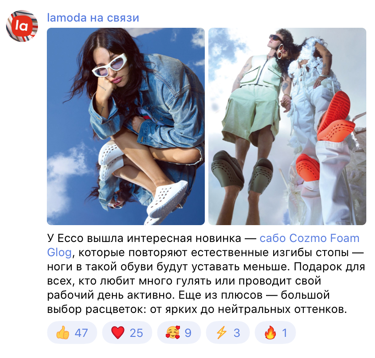 la
lamoda на связи
У Ecco вышла интересная новинка — сабо Cozmo Foam
Glog, которые повторяют естественные изгибы стопы —
ноги в такой обуви будут уставать меньше. Подарок для
всех, кто любит много гулять или проводит свой
рабочий день активно. Еще из плюсов — большой
выбор расцветок: от ярких до нейтральных оттенков.
👍 47 ❤️ 25 🥰 9 ⚡ 3 🔥 1